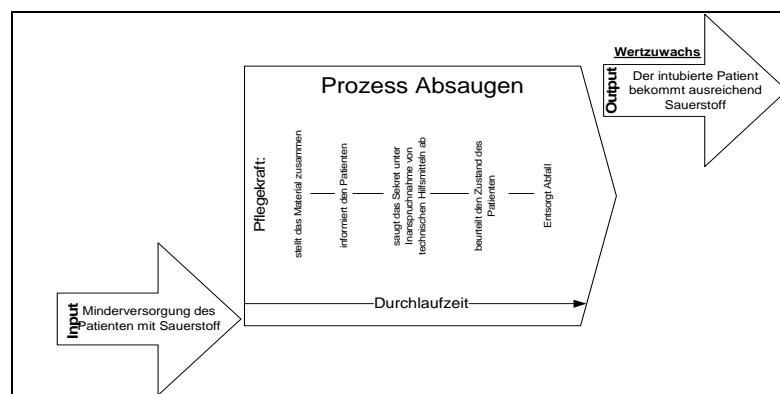 Wertzuwachs
Output
Der intubierte Patient
bekommt ausreichend
Sauerstoff
Prozess Absaugen
Pflegekraft:
stellt das Material zusammen
informiert den Patienten
saugt das Sekret unter
Inanspruchnahme von
technischen Hilfsmitteln ab
beurteilt den Zustand des
Patienten
Entsorgt Abfall
Durchlaufzeit
Input
Minderversorgung des
Patienten mit Sauerstoff